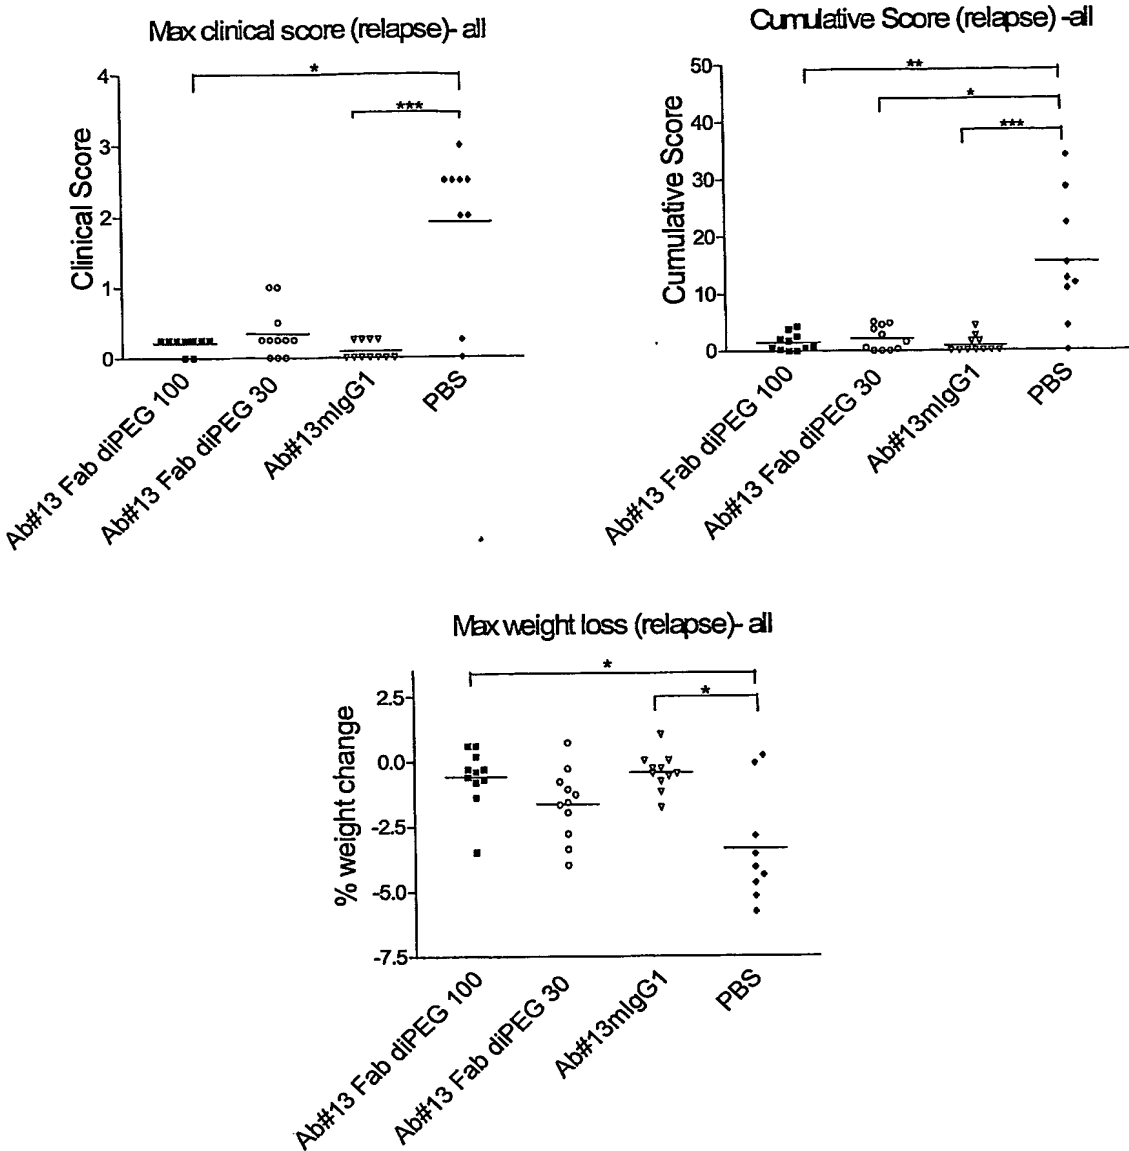 Max clinical score (relapse)- all
Clinical Score
4
3
2
1
0
*
***
Ab#13 Fab diPEG 100
Ab#13 Fab diPEG 30
Ab#13mIgG1
PBS
Cumulative Score (relapse) -all
Cumulative Score
50
40
30
20
10
0
**
*
***
Ab#13 Fab diPEG 100
Ab#13 Fab diPEG 30
Ab#13mIgG1
PBS
Max weight loss (relapse)- all
% weight change
2.5
0.0
-2.5
-5.0
-7.5
*
*
Ab#13 Fab diPEG 100
Ab#13 Fab diPEG 30
Ab#13mIgG1
PBS